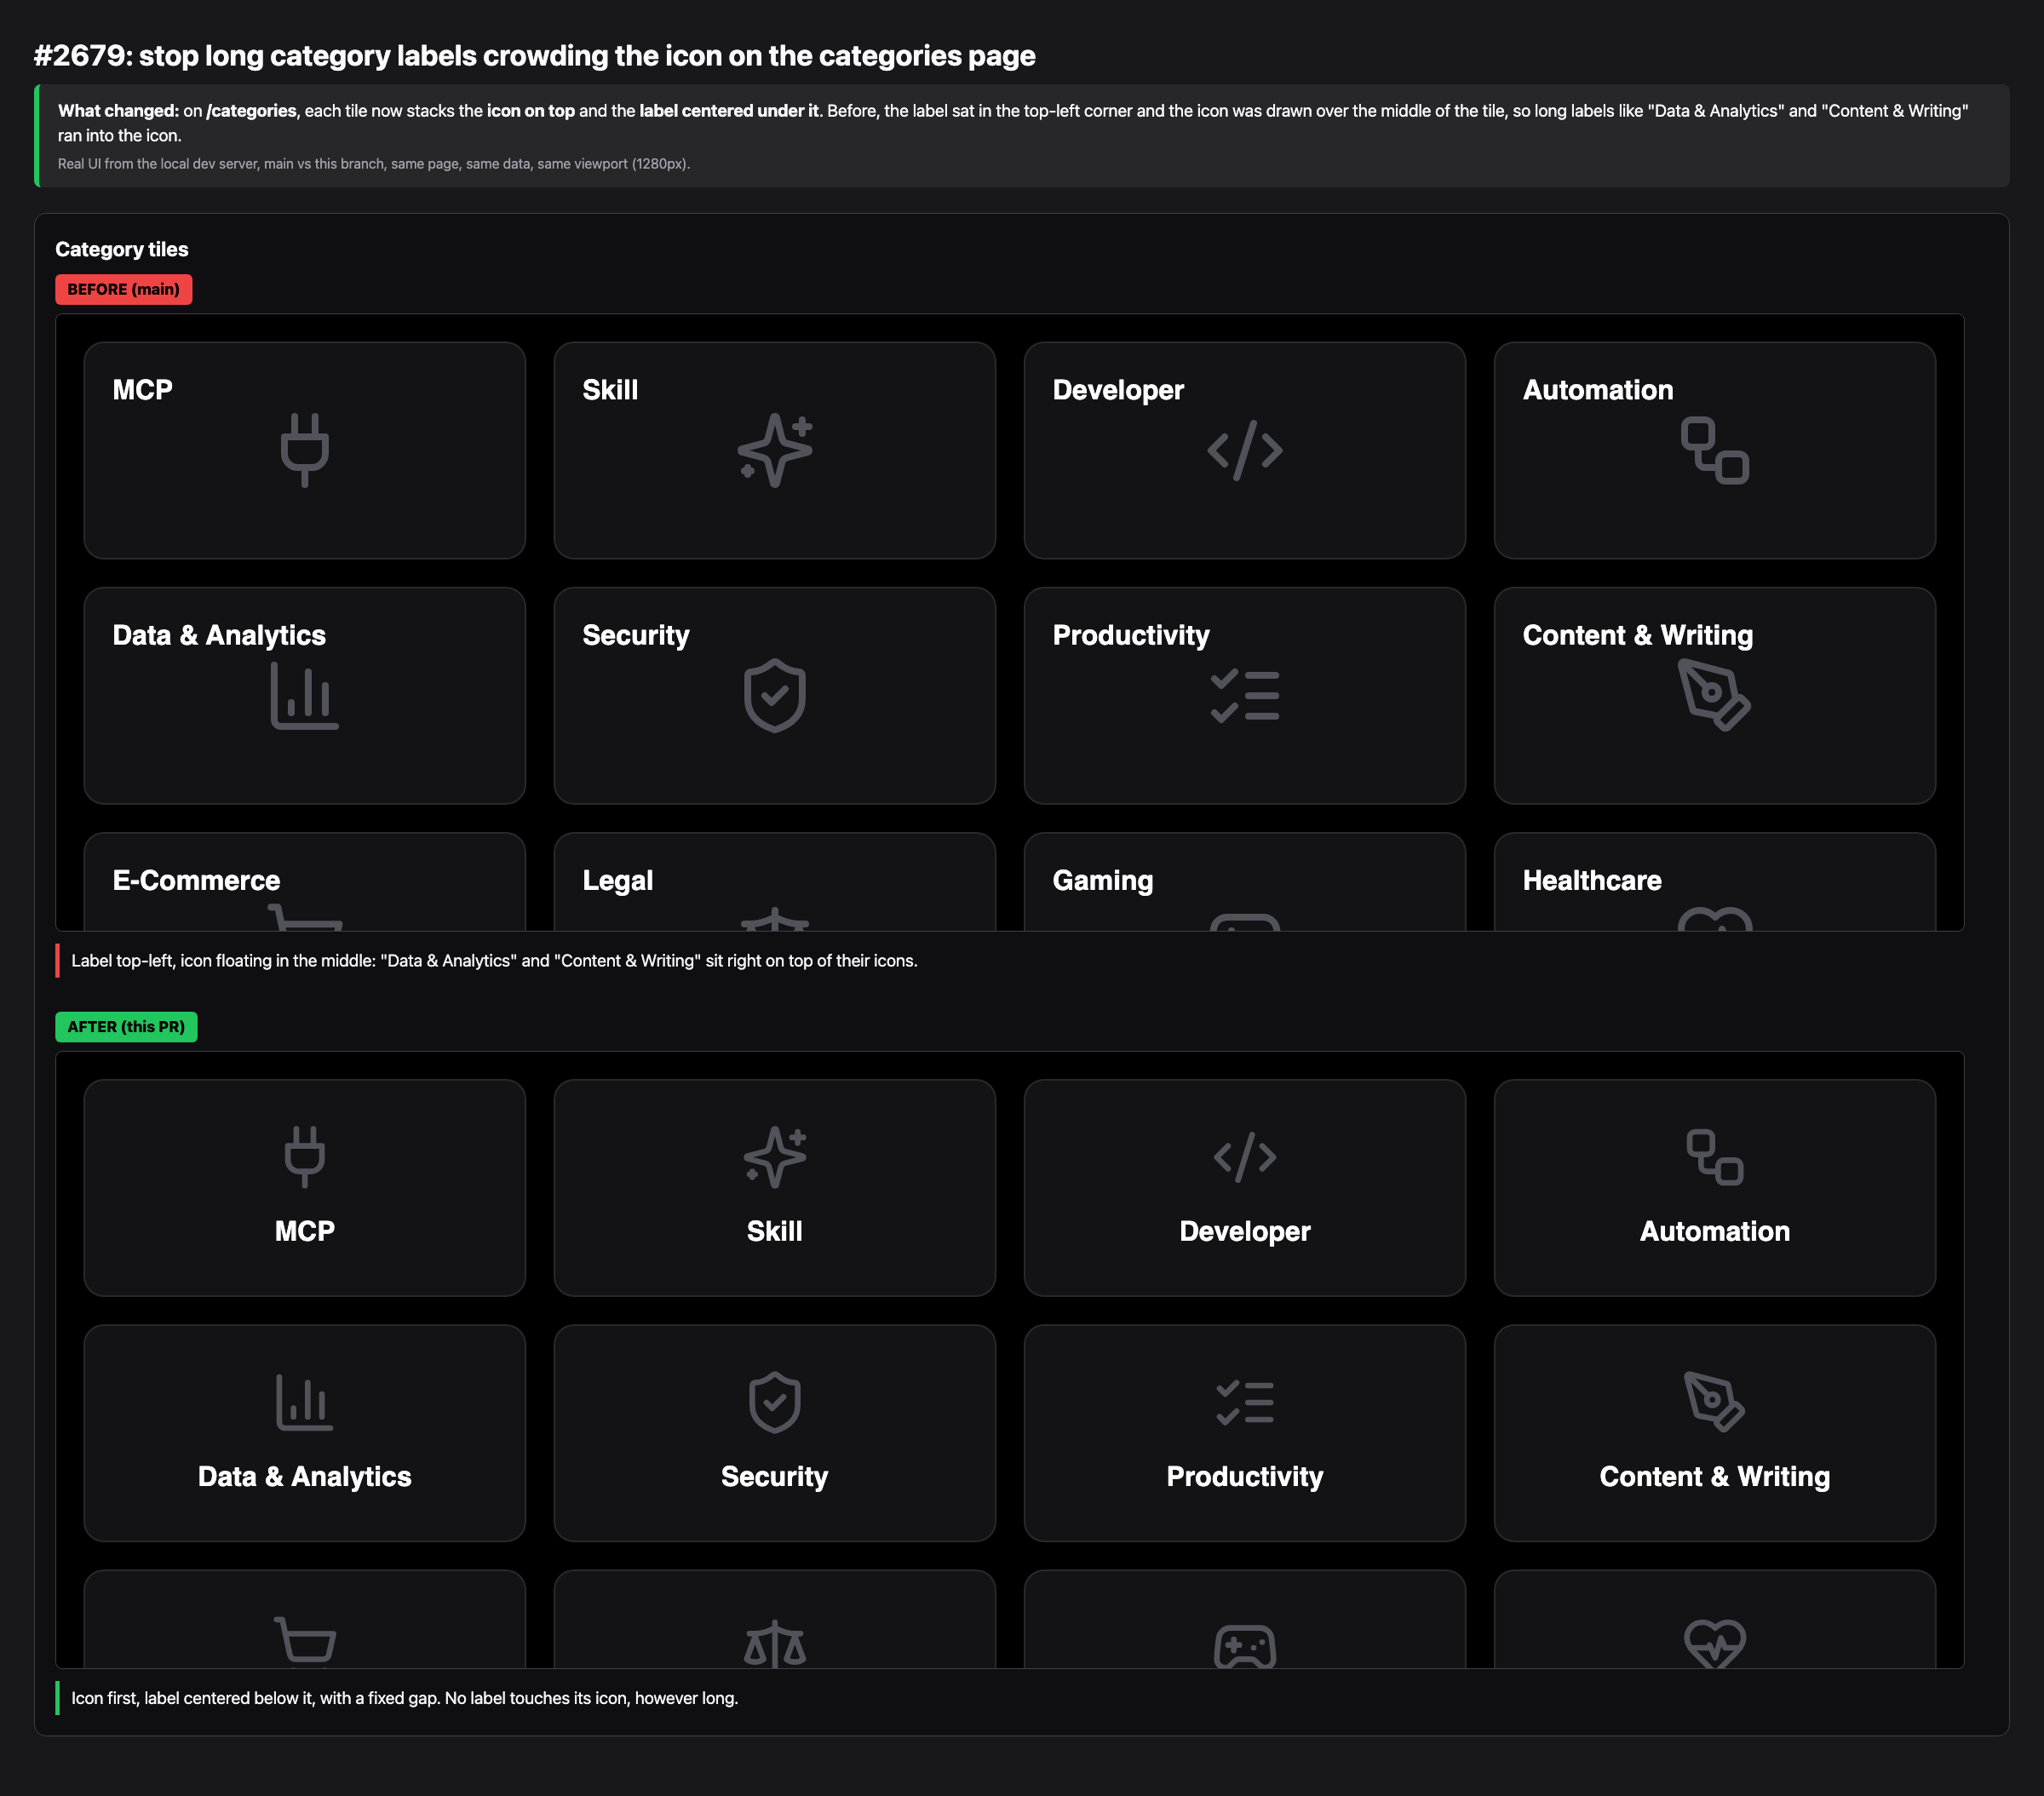 #2679: stop long category labels crowding the icon on the categories page
What changed: on /categories, each tile now stacks the icon on top and the label centered under it. Before, the label sat in the top-left corner and the icon was drawn over the middle of the tile, so long labels like "Data & Analytics" and "Content & Writing"
ran into the icon.
Real UI from the local dev server, main vs this branch, same page, same data, same viewport (1280px).
Category tiles
BEFORE (main)
MCP
Skill
Developer
Automation
Data & Analytics
Security
Productivity
Content & Writing
E-Commerce
Legal
Gaming
Healthcare
Label top-left, icon floating in the middle: "Data & Analytics" and "Content & Writing" sit right on top of their icons.
AFTER (this PR)
MCP
Skill
Developer
Automation
Data & Analytics
Security
Productivity
Content & Writing
Icon first, label centered below it, with a fixed gap. No label touches its icon, however long.